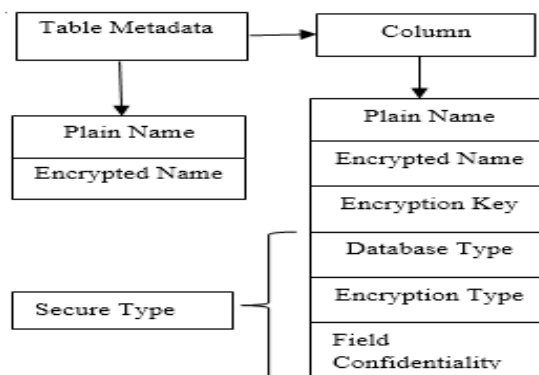 Table Metadata
Column
Plain Name
Encrypted Name
Plain Name
Encrypted Name
Encryption Key
Database Type
Encryption Type
Field
Confidentiality
Secure Type